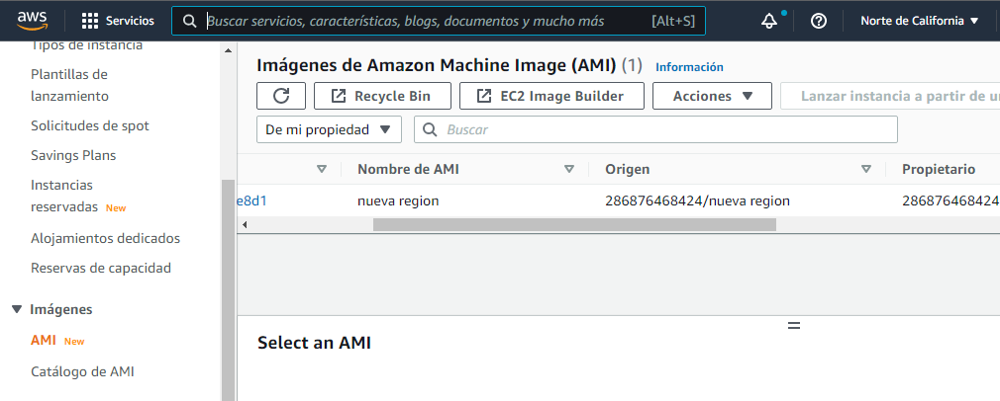 aws Servicios Buscar servicios, características, blogs, documentos y mucho más [Alt+S] Norte de California
Tipos de instancia
Plantillas de
lanzamiento
Solicitudes de spot
Savings Plans
Instancias
reservadas New
Alojamientos dedicados
Reservas de capacidad
Imágenes
AMI New
Catálogo de AMI
Imágenes de Amazon Machine Image (AMI) (1) Información
Recycle Bin EC2 Image Builder Acciones Lanzar instancia a partir de u
De mi propiedad Buscar
Nombre de AMI Origen Propietario
e8d1 nueva region 286876468424/nueva region 286876468424
Select an AMI